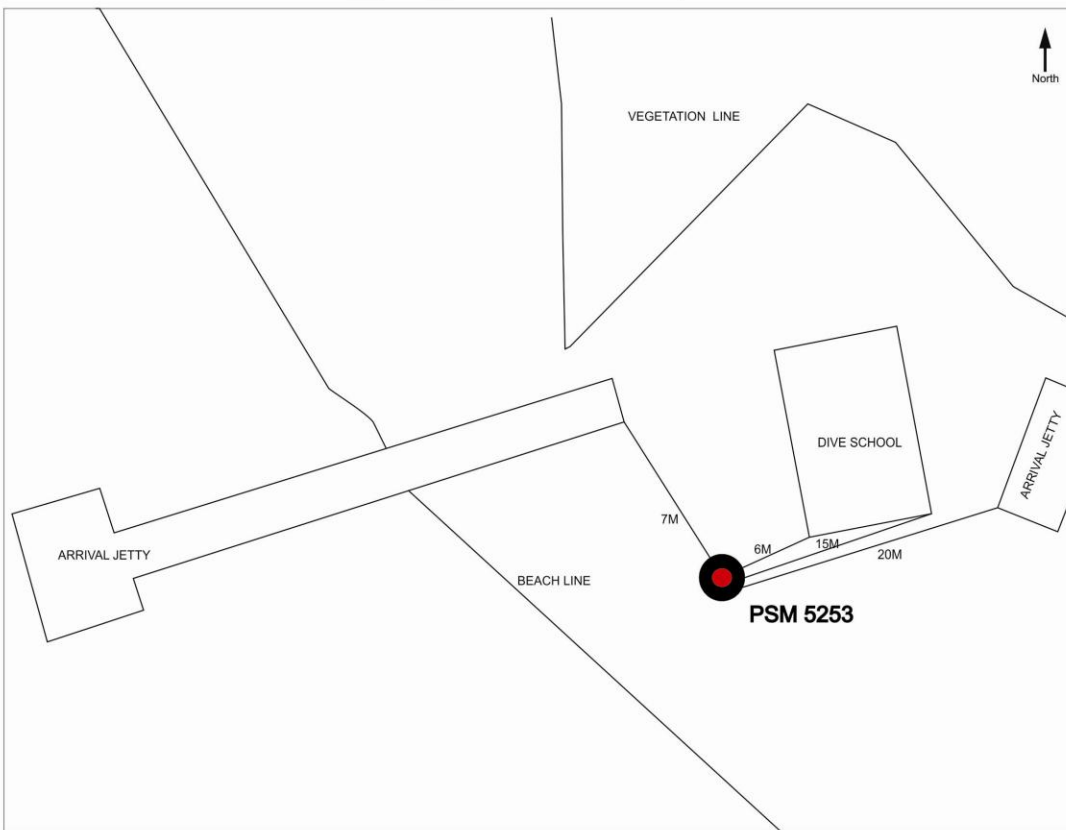 North
VEGETATION LINE
DIVE SCHOOL
ARRIVAL JETTY
7M
6M
15M
20M
ARRIVAL JETTY
BEACH LINE
PSM 5253